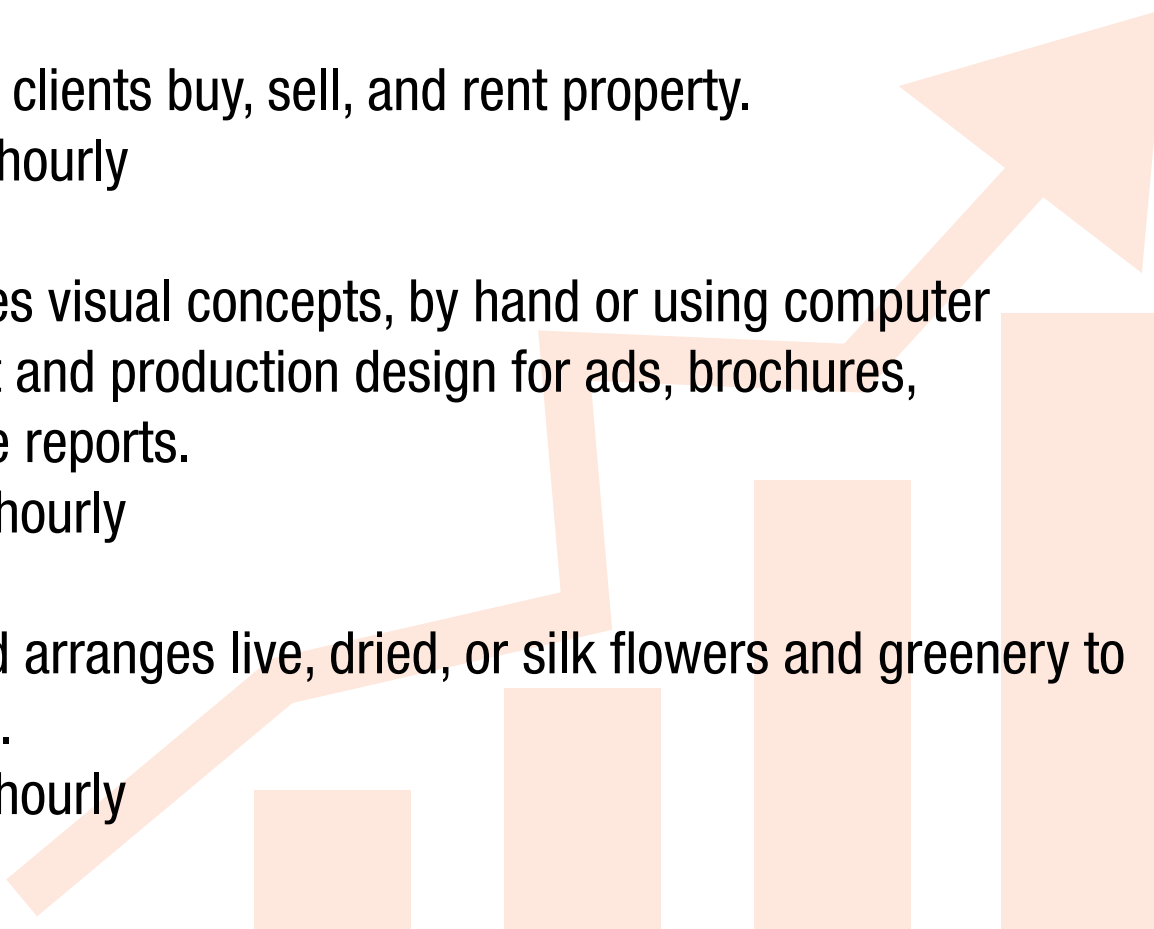 clients buy, sell, and rent property.
hourly
es visual concepts, by hand or using computer
and production design for ads, brochures,
reports.
hourly
arranges live, dried, or silk flowers and greenery to
.
hourly